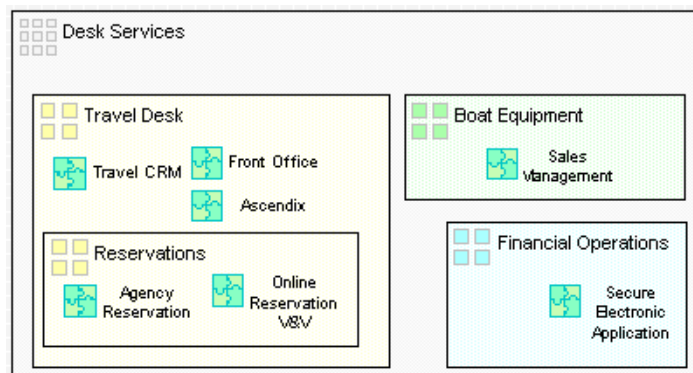 Desk Services
Travel Desk
Travel CRM
Front Office
Ascendix
Reservations
Agency
Reservation
Online
Reservation
V&V
Boat Equipment
Sales
Management
Financial Operations
Secure
Electronic
Application